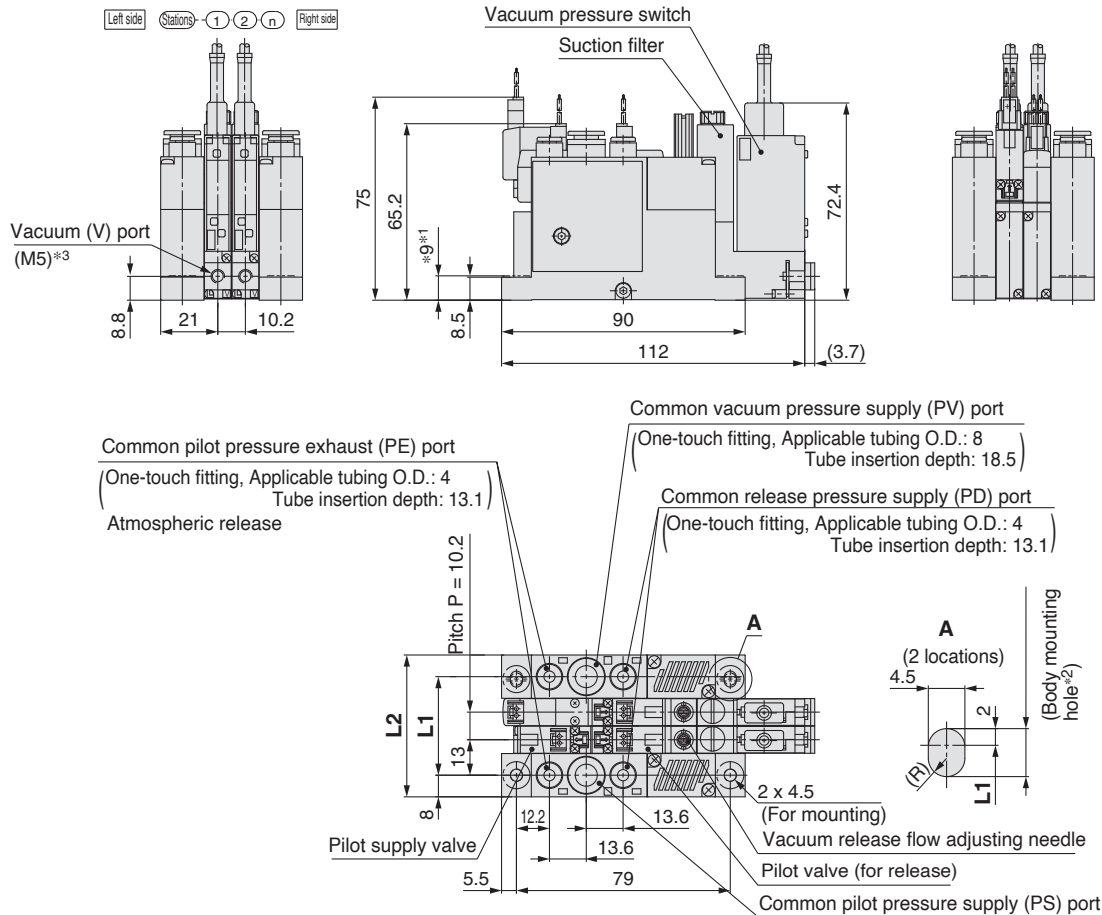 Left side Stations 1 2 n Right side
Vacuum pressure switch
Suction filter
75
65.2
*9*1
8.5
72.4
90
112
(3.7)
Vacuum (V) port
(M5)*3
8.8
21
10.2
Common vacuum pressure supply (PV) port
(One-touch fitting, Applicable tubing O.D.: 8
Tube insertion depth: 18.5)
Common pilot pressure exhaust (PE) port
(One-touch fitting, Applicable tubing O.D.: 4
Tube insertion depth: 13.1)
Atmospheric release
Common release pressure supply (PD) port
(One-touch fitting, Applicable tubing O.D.: 4
Tube insertion depth: 13.1)
Pitch P = 10.2
L2
L1
13
8
A
A
(2 locations)
4.5
2
(Body mounting
hole*2)
(R)
L1
2 x 4.5
(For mounting)
12.2
13.6
13.6
Pilot supply valve
Vacuum release flow adjusting needle
Pilot valve (for release)
5.5
79
Common pilot pressure supply (PS) port